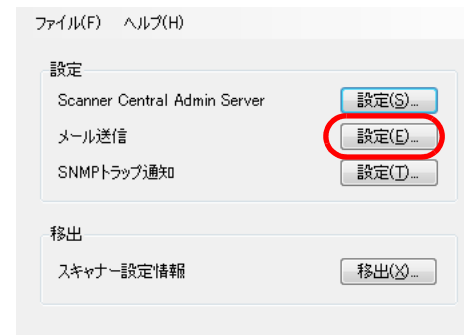 ファイル(F) ヘルプ(H)
設定
Scanner Central Admin Server 設定(S)...
メール送信 設定(E)...
SNMPトラップ通知 設定(T)...
移出
スキャナー設定情報 移出(X)...